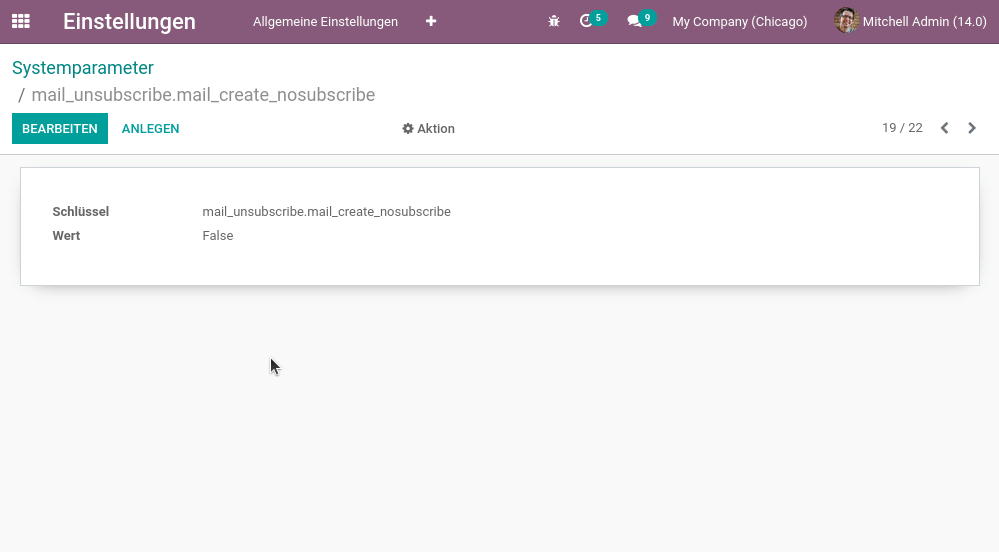 Einstellungen Allgemeine Einstellungen 5 9 My Company (Chicago) Mitchell Admin (14.0)
Systemparameter
/ mail_unsubscribe.mail_create_nosubscribe
BEARBEITEN ANLEGEN Aktion 19 / 22
Schlüssel mail_unsubscribe.mail_create_nosubscribe
Wert False